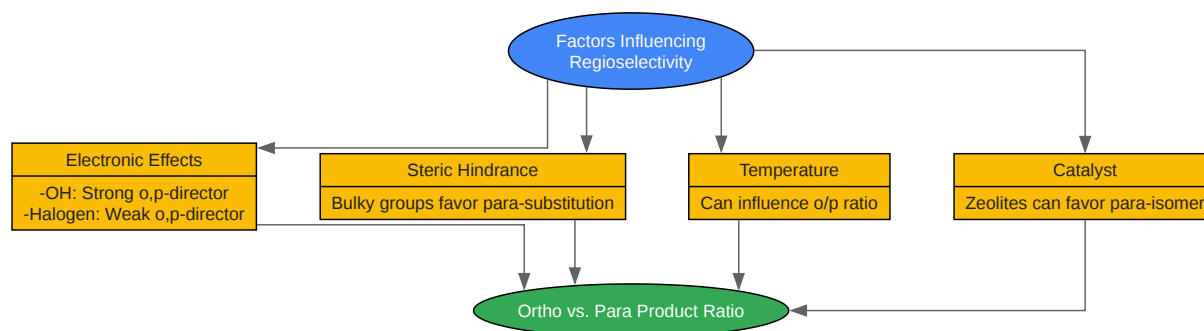 Factors Influencing
Regioselectivity
Electronic Effects
-OH: Strong o,p-director
-Halogen: Weak o,p-director
Steric Hindrance
Bulky groups favor para-substitution
Temperature
Can influence o/p ratio
Catalyst
Zeolites can favor para-isomer
Ortho vs. Para Product Ratio